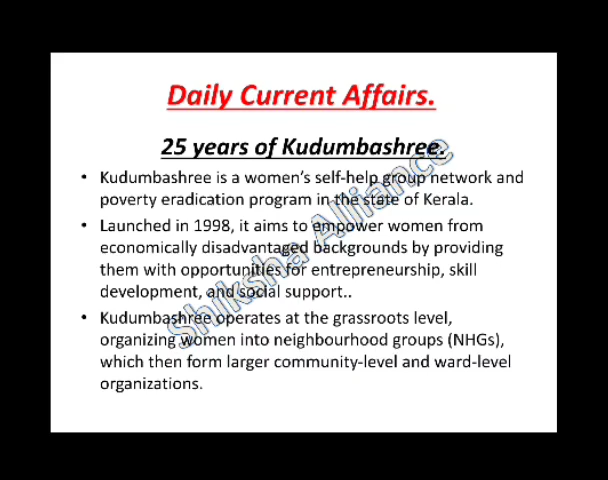 Daily Current Affairs.
25 years of Kudumbashree.
• Kudumbashree is a women's self-help group network and
poverty eradication program in the state of Kerala.
• Launched in 1998, it aims to empower women from
economically disadvantaged backgrounds by providing
them with opportunities for entrepreneurship, skill
development, and social support..
• Kudumbashree operates at the grassroots level,
organizing women into neighbourhood groups (NHGs),
which then form larger community-level and ward-level
organizations.
Shiksha Alliance